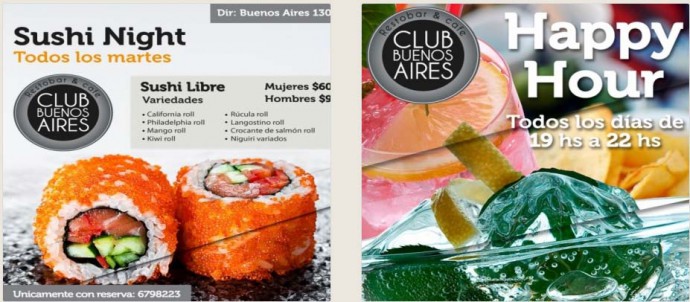 Dir: Buenos Aires 130
Sushi Night
Todos los martes
Restobar & cafe
CLUB
BUENOS
AIRES
Sushi Libre
Variedades
Mujeres $60
Hombres $9
• California roll
• Philadelphia roll
• Mango roll
• Kiwi roll
• Rúcula roll
• Langostino roll
• Crocante de salmón roll
• Niguiri variados
Unicamente con reserva: 6798223
Restobar & cafe
CLUB
BUENOS
AIRES
Happy
Hour
Todos los días de
19 hs a 22 hs